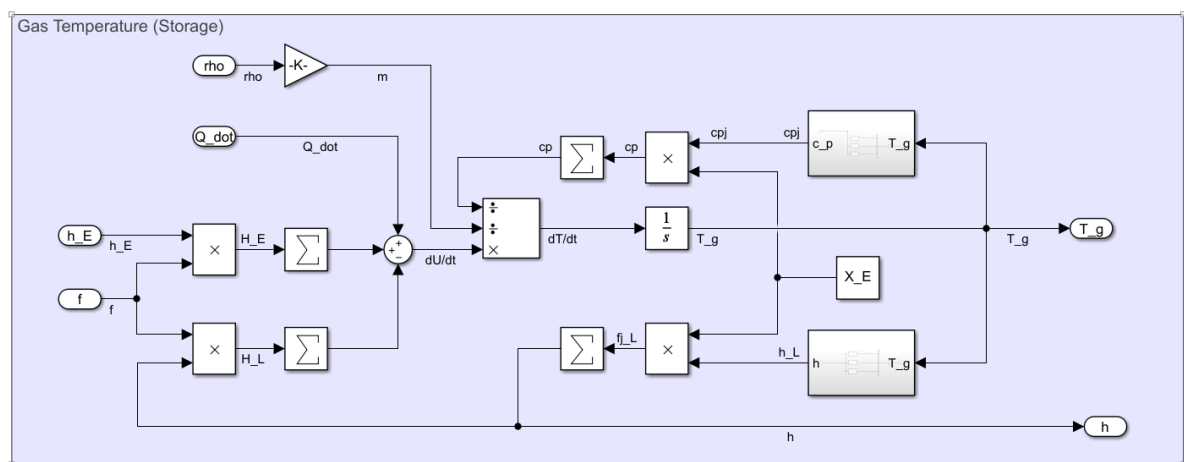 Gas Temperature (Storage)
rho
rho
-K-
m
Q_dot
Q_dot
cp
∑
cp
×
cpj
cpj
c_p
T_g
h_E
h_E
×
H_E
∑
+
+
−
dU/dt
÷
÷
×
dT/dt
1
s
T_g
T_g
T_g
X_E
f
f
×
H_L
∑
∑
fj_L
×
h_L
h
T_g
h
h